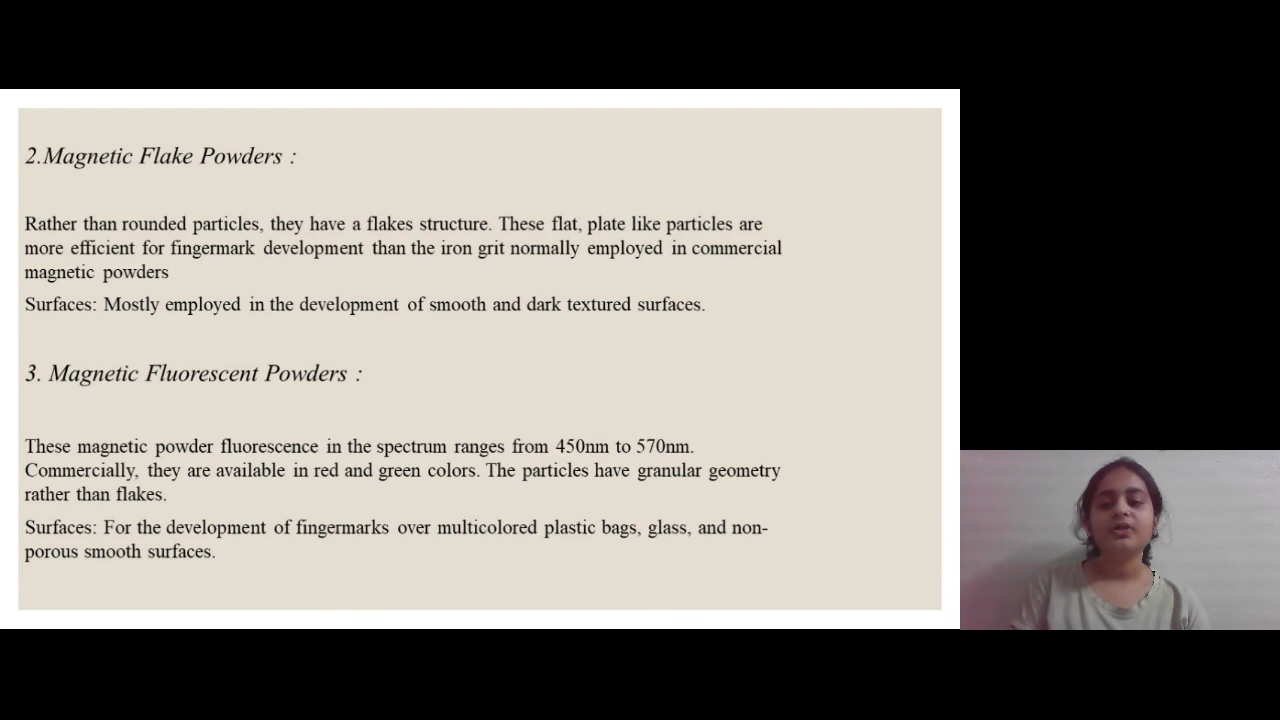 2.Magnetic Flake Powders :
Rather than rounded particles, they have a flakes structure. These flat, plate like particles are
more efficient for fingermark development than the iron grit normally employed in commercial
magnetic powders
Surfaces: Mostly employed in the development of smooth and dark textured surfaces.
3. Magnetic Fluorescent Powders :
These magnetic powder fluorescence in the spectrum ranges from 450nm to 570nm.
Commercially, they are available in red and green colors. The particles have granular geometry
rather than flakes.
Surfaces: For the development of fingermarks over multicolored plastic bags, glass, and non-
porous smooth surfaces.